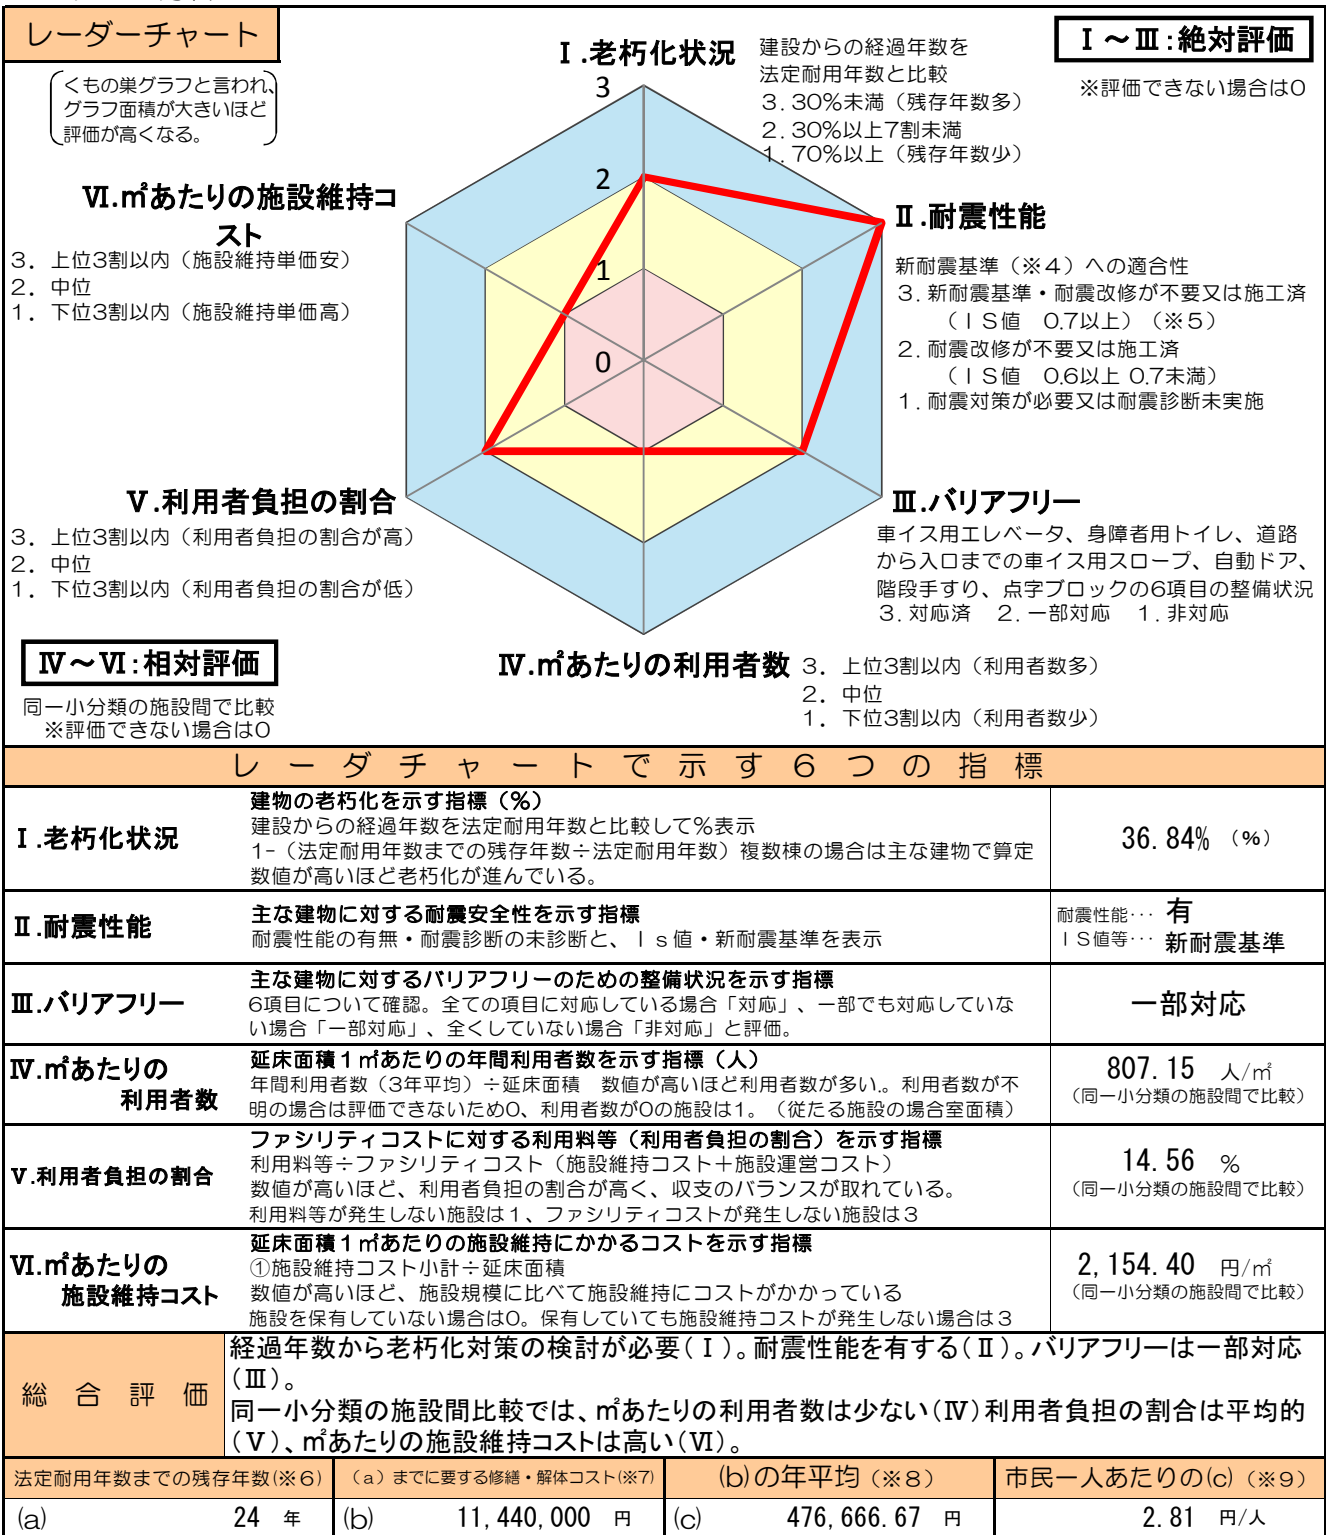 レーダーチャート
くもの巣グラフと言われ、
グラフ面積が大きいほど
評価が高くなる。
Ⅰ～Ⅲ：絶対評価
※評価できない場合は0
Ⅰ.老朽化状況
建設からの経過年数を
法定耐用年数と比較
3．30%未満（残存年数多）
2．30%以上7割未満
1．70%以上（残存年数少）
3
2
1
0
Ⅱ.耐震性能
新耐震基準（※4）への適合性
3．新耐震基準・耐震改修が不要又は施工済
（ＩＳ値　0.7以上）（※5）
2．耐震改修が不要又は施工済
（ＩＳ値　0.6以上 0.7未満）
1．耐震対策が必要又は耐震診断未実施
Ⅵ.㎡あたりの施設維持コ
スト
3．上位3割以内（施設維持単価安）
2．中位
1．下位3割以内（施設維持単価高）
Ⅴ.利用者負担の割合
3．上位3割以内（利用者負担の割合が高）
2．中位
1．下位3割以内（利用者負担の割合が低）
Ⅲ.バリアフリー
車イス用エレベータ、身障者用トイレ、道路
から入口までの車イス用スロープ、自動ドア、
階段手すり、点字ブロックの6項目の整備状況
3．対応済　2．一部対応　1．非対応
Ⅳ～Ⅵ：相対評価
同一小分類の施設間で比較
※評価できない場合は0
Ⅳ.㎡あたりの利用者数
3．上位3割以内（利用者数多）
2．中位
1．下位3割以内（利用者数少）
レーダチャートで示す6つの指標
Ⅰ.老朽化状況
建物の老朽化を示す指標（%）
建設からの経過年数を法定耐用年数と比較して%表示
1-（法定耐用年数までの残存年数÷法定耐用年数）複数棟の場合は主な建物で算定
数値が高いほど老朽化が進んでいる。
36.84%（%）
Ⅱ.耐震性能
主な建物に対する耐震安全性を示す指標
耐震性能の有無・耐震診断の未診断と、Ｉｓ値・新耐震基準を表示
耐震性能… 有
ＩＳ値等… 新耐震基準
Ⅲ.バリアフリー
主な建物に対するバリアフリーのための整備状況を示す指標
6項目について確認。全ての項目に対応している場合「対応」、一部でも対応していな
い場合「一部対応」、全くしていない場合「非対応」と評価。
一部対応
Ⅳ.㎡あたりの
利用者数
延床面積１㎡あたりの年間利用者数を示す指標（人）
年間利用者数（3年平均）÷延床面積　数値が高いほど利用者数が多い。利用者数が不
明の場合は評価できないため0、利用者数が0の施設は1。（従たる施設の場合室面積）
807.15　人/㎡
（同一小分類の施設間で比較）
Ⅴ.利用者負担の割合
ファシリティコストに対する利用料等（利用者負担の割合）を示す指標
利用料等÷ファシリティコスト（施設維持コスト＋施設運営コスト）
数値が高いほど、利用者負担の割合が高く、収支のバランスが取れている。
利用料等が発生しない施設は１、ファシリティコストが発生しない施設は３
14.56　%
（同一小分類の施設間で比較）
Ⅵ.㎡あたりの
施設維持コスト
延床面積１㎡あたりの施設維持にかかるコストを示す指標
①施設維持コスト小計÷延床面積
数値が高いほど、施設規模に比べて施設維持にコストがかかっている
施設を保有していない場合は0。保有していても施設維持コストが発生しない場合は３
2,154.40　円/㎡
（同一小分類の施設間で比較）
総合評価
経過年数から老朽化対策の検討が必要(Ⅰ)。耐震性能を有する(Ⅱ)。バリアフリーは一部対応
(Ⅲ)。
同一小分類の施設間比較では、㎡あたりの利用者数は少ない(Ⅳ)利用者負担の割合は平均的
(Ⅴ)、㎡あたりの施設維持コストは高い(Ⅵ)。
法定耐用年数までの残存年数(※6)
（a）までに要する修繕・解体コスト(※7)
(b)の年平均（※8）
市民一人あたりの(c)（※9）
(a)　24　年
(b)　11,440,000　円
(c)　476,666.67　円
2.81　円/人